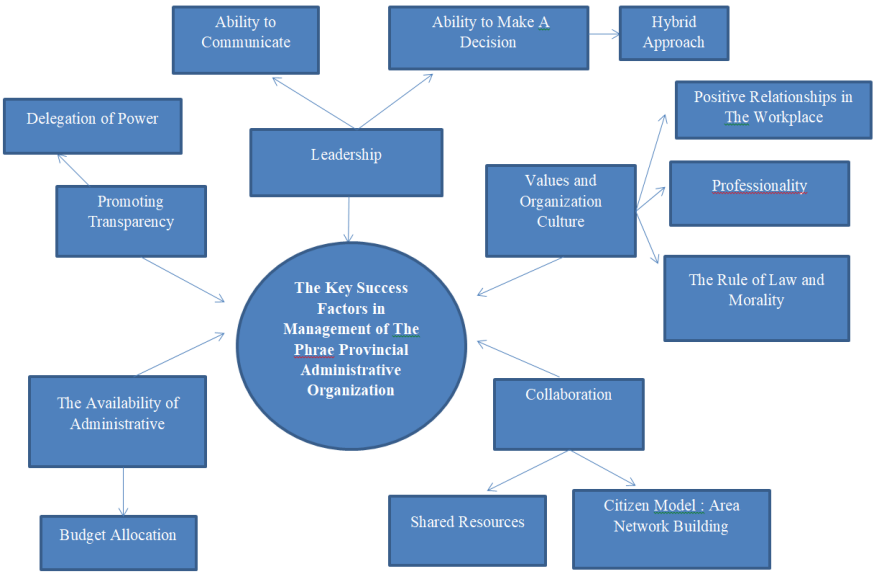 Ability to
Communicate
Ability to Make A
Decision
Hybrid
Approach
Delegation of Power
Leadership
Positive Relationships in
The Workplace
Promoting
Transparency
Values and
Organization
Culture
Professionality
The Key Success
Factors in
Management of The
Phrae Provincial
Administrative
Organization
The Rule of Law and
Morality
The Availability of
Administrative
Collaboration
Budget Allocation
Shared Resources
Citizen Model : Area
Network Building